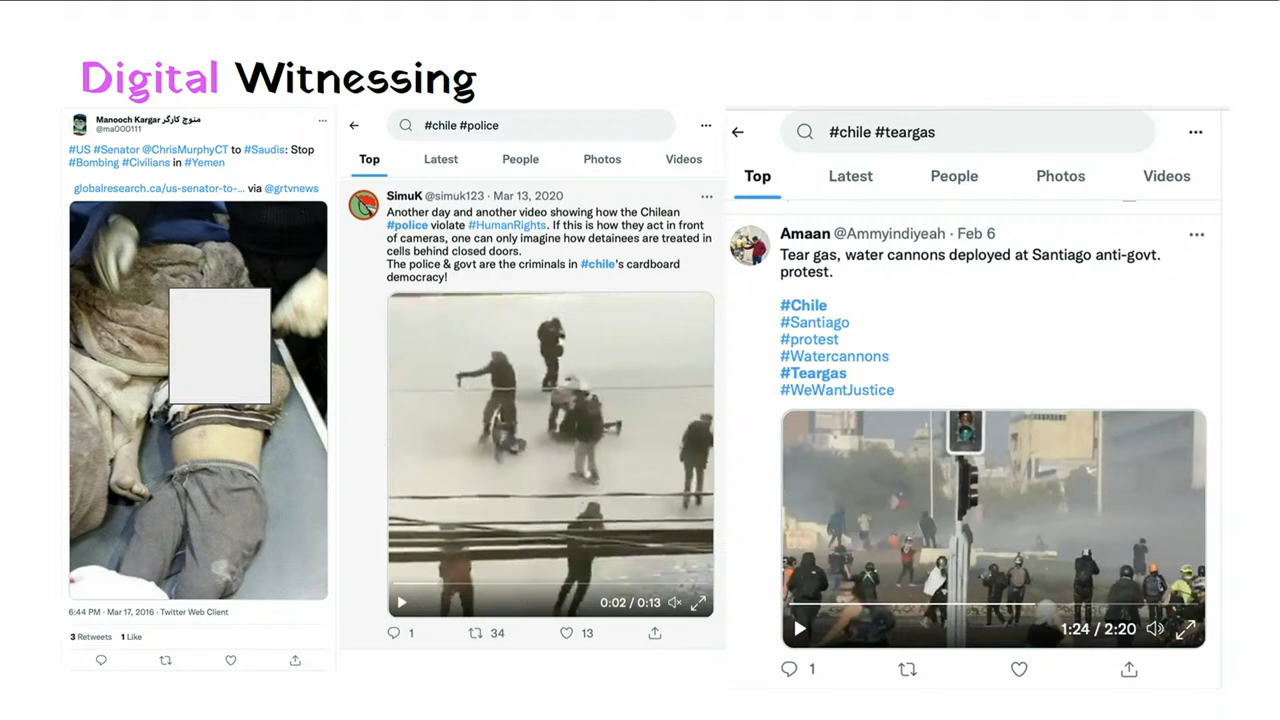 Digital Witnessing
Manooch Kargar منوچ کارگر
@ma000111
#US #Senator @ChrisMurphyCT to #Saudis: Stop
#Bombing #Civilians in #Yemen
globalresearch.ca/us-senator-to-... via @grtvnews
6:44 PM · Mar 17, 2016 · Twitter Web Client
3 Retweets 1 Like
#chile #police
Top Latest People Photos Videos
SimuK @simuk123 · Mar 13, 2020
Another day and another video showing how the Chilean
#police violate #HumanRights. If this is how they act in front
of cameras, one can only imagine how detainees are treated in
cells behind closed doors.
The police & govt are the criminals in #chile's cardboard
democracy!
0:02 / 0:13
1 34 13
#chile #teargas
Top Latest People Photos Videos
Amaan @Ammyindiyeah · Feb 6
Tear gas, water cannons deployed at Santiago anti-govt.
protest.
#Chile
#Santiago
#protest
#Watercannons
#Teargas
#WeWantJustice
1:24 / 2:20
1